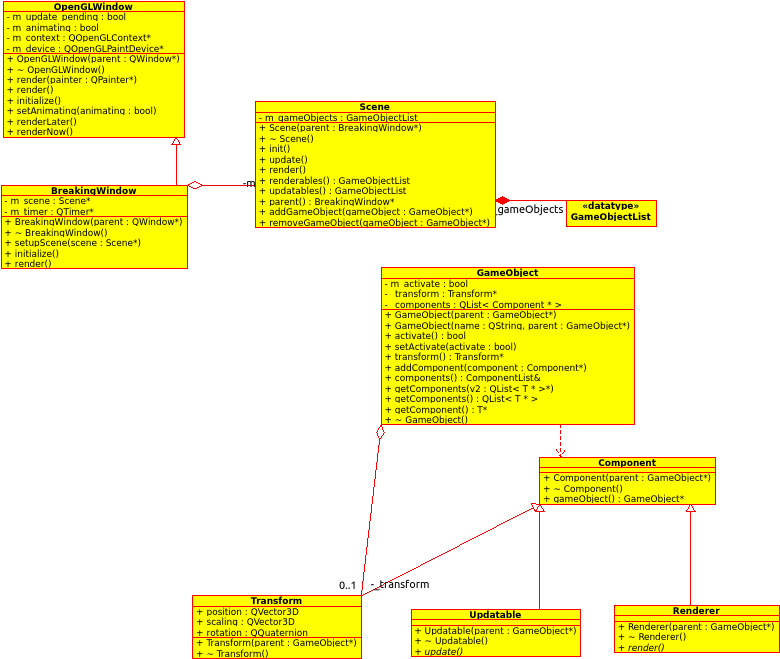 OpenGLWindow
- m_update_pending : bool
- m_animating : bool
- m_context : QOpenGLContext*
- m_device : QOpenGLPaintDevice*
+ OpenGLWindow(parent : QWindow*)
+ ~ OpenGLWindow()
+ render(painter : QPainter*)
+ render()
+ initialize()
+ setAnimating(animating : bool)
+ renderLater()
+ renderNow()
Scene
- m_gameObjects : GameObjectList
+ Scene(parent : BreakingWindow*)
+ ~ Scene()
+ init()
+ update()
+ render()
+ renderables() : GameObjectList
+ updatables() : GameObjectList
+ parent() : BreakingWindow*
+ addGameObject(gameObject : GameObject*)
+ removeGameObject(gameObject : GameObject*)
-m
BreakingWindow
- m_scene : Scene*
- m_timer : QTimer*
+ BreakingWindow(parent : QWindow*)
+ ~ BreakingWindow()
+ setupScene(scene : Scene*)
+ initialize()
+ render()
_gameObjects
«datatype»
GameObjectList
GameObject
- m_activate : bool
- _transform : Transform*
- _components : QList< Component * >
+ GameObject(parent : GameObject*)
+ GameObject(name : QString, parent : GameObject*)
+ activate() : bool
+ setActivate(activate : bool)
+ transform() : Transform*
+ addComponent(component : Component*)
+ components() : ComponentList&
+ getComponents(v2 : QList< T * >*)
+ getComponents() : QList< T * >
+ getComponent() : T*
+ ~ GameObject()
Component
+ Component(parent : GameObject*)
+ ~ Component()
+ gameObject() : GameObject*
0..1
-_transform
Transform
+ position : QVector3D
+ scaling : QVector3D
+ rotation : QQuaternion
+ Transform(parent : GameObject*)
+ ~ Transform()
Updatable
+ Updatable(parent : GameObject*)
+ ~ Updatable()
+ update()
Renderer
+ Renderer(parent : GameObject*)
+ ~ Renderer()
+ render()